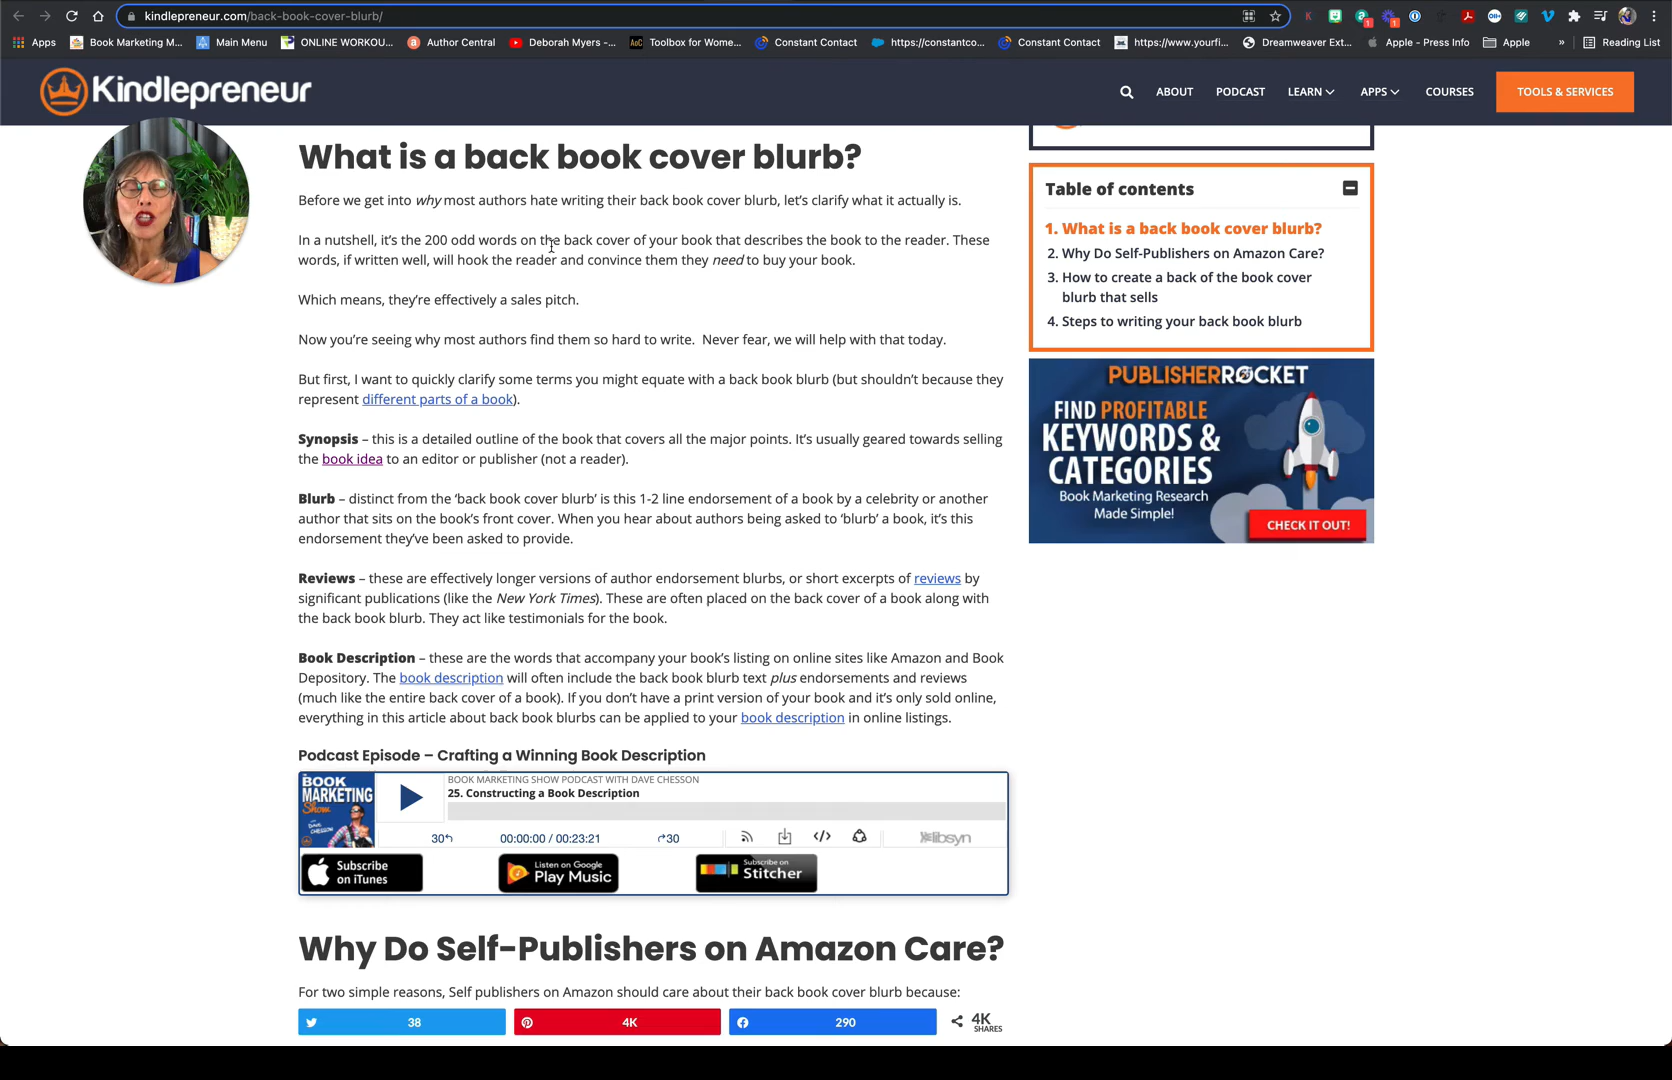 kindlepreneur.com/back-book-cover-blurb/
Apps
Book Marketing M...
Main Menu
ONLINE WORKOU...
Author Central
Deborah Myers -...
Toolbox for Wome...
Constant Contact
https://constantco...
Constant Contact
https://www.yourfi...
Dreamweaver Ext...
Apple - Press Info
Apple
»
Reading List
Kindlepreneur
ABOUT
PODCAST
LEARN
APPS
COURSES
TOOLS & SERVICES
What is a back book cover blurb?
Before we get into why most authors hate writing their back book cover blurb, let's clarify what it actually is.
In a nutshell, it's the 200 odd words on the back cover of your book that describes the book to the reader. These
words, if written well, will hook the reader and convince them they need to buy your book.
Which means, they're effectively a sales pitch.
Now you're seeing why most authors find them so hard to write.  Never fear, we will help with that today.
But first, I want to quickly clarify some terms you might equate with a back book blurb (but shouldn't because they
represent different parts of a book).
Synopsis – this is a detailed outline of the book that covers all the major points. It's usually geared towards selling
the book idea to an editor or publisher (not a reader).
Blurb – distinct from the 'back book cover blurb' is this 1-2 line endorsement of a book by a celebrity or another
author that sits on the book's front cover. When you hear about authors being asked to 'blurb' a book, it's this
endorsement they've been asked to provide.
Reviews – these are effectively longer versions of author endorsement blurbs, or short excerpts of reviews by
significant publications (like the New York Times). These are often placed on the back cover of a book along with
the back book blurb. They act like testimonials for the book.
Book Description – these are the words that accompany your book's listing on online sites like Amazon and Book
Depository. The book description will often include the back book blurb text plus endorsements and reviews
(much like the entire back cover of a book). If you don't have a print version of your book and it's only sold online,
everything in this article about back book blurbs can be applied to your book description in online listings.
Podcast Episode – Crafting a Winning Book Description
BOOK
MARKETING
Show
BOOK MARKETING SHOW PODCAST WITH DAVE CHESSON
25. Constructing a Book Description
30
00:00:00 / 00:23:21
30
libsyn
Subscribe
on iTunes
Listen on Google
Play Music
Subscribe on
Stitcher
Why Do Self-Publishers on Amazon Care?
For two simple reasons, Self publishers on Amazon should care about their back book cover blurb because:
38
4K
290
4K
SHARES
Table of contents
1. What is a back book cover blurb?
2. Why Do Self-Publishers on Amazon Care?
3. How to create a back of the book cover
blurb that sells
4. Steps to writing your back book blurb
PUBLISHER ROCKET
FIND PROFITABLE
KEYWORDS &
CATEGORIES
Book Marketing Research
Made Simple!
CHECK IT OUT!